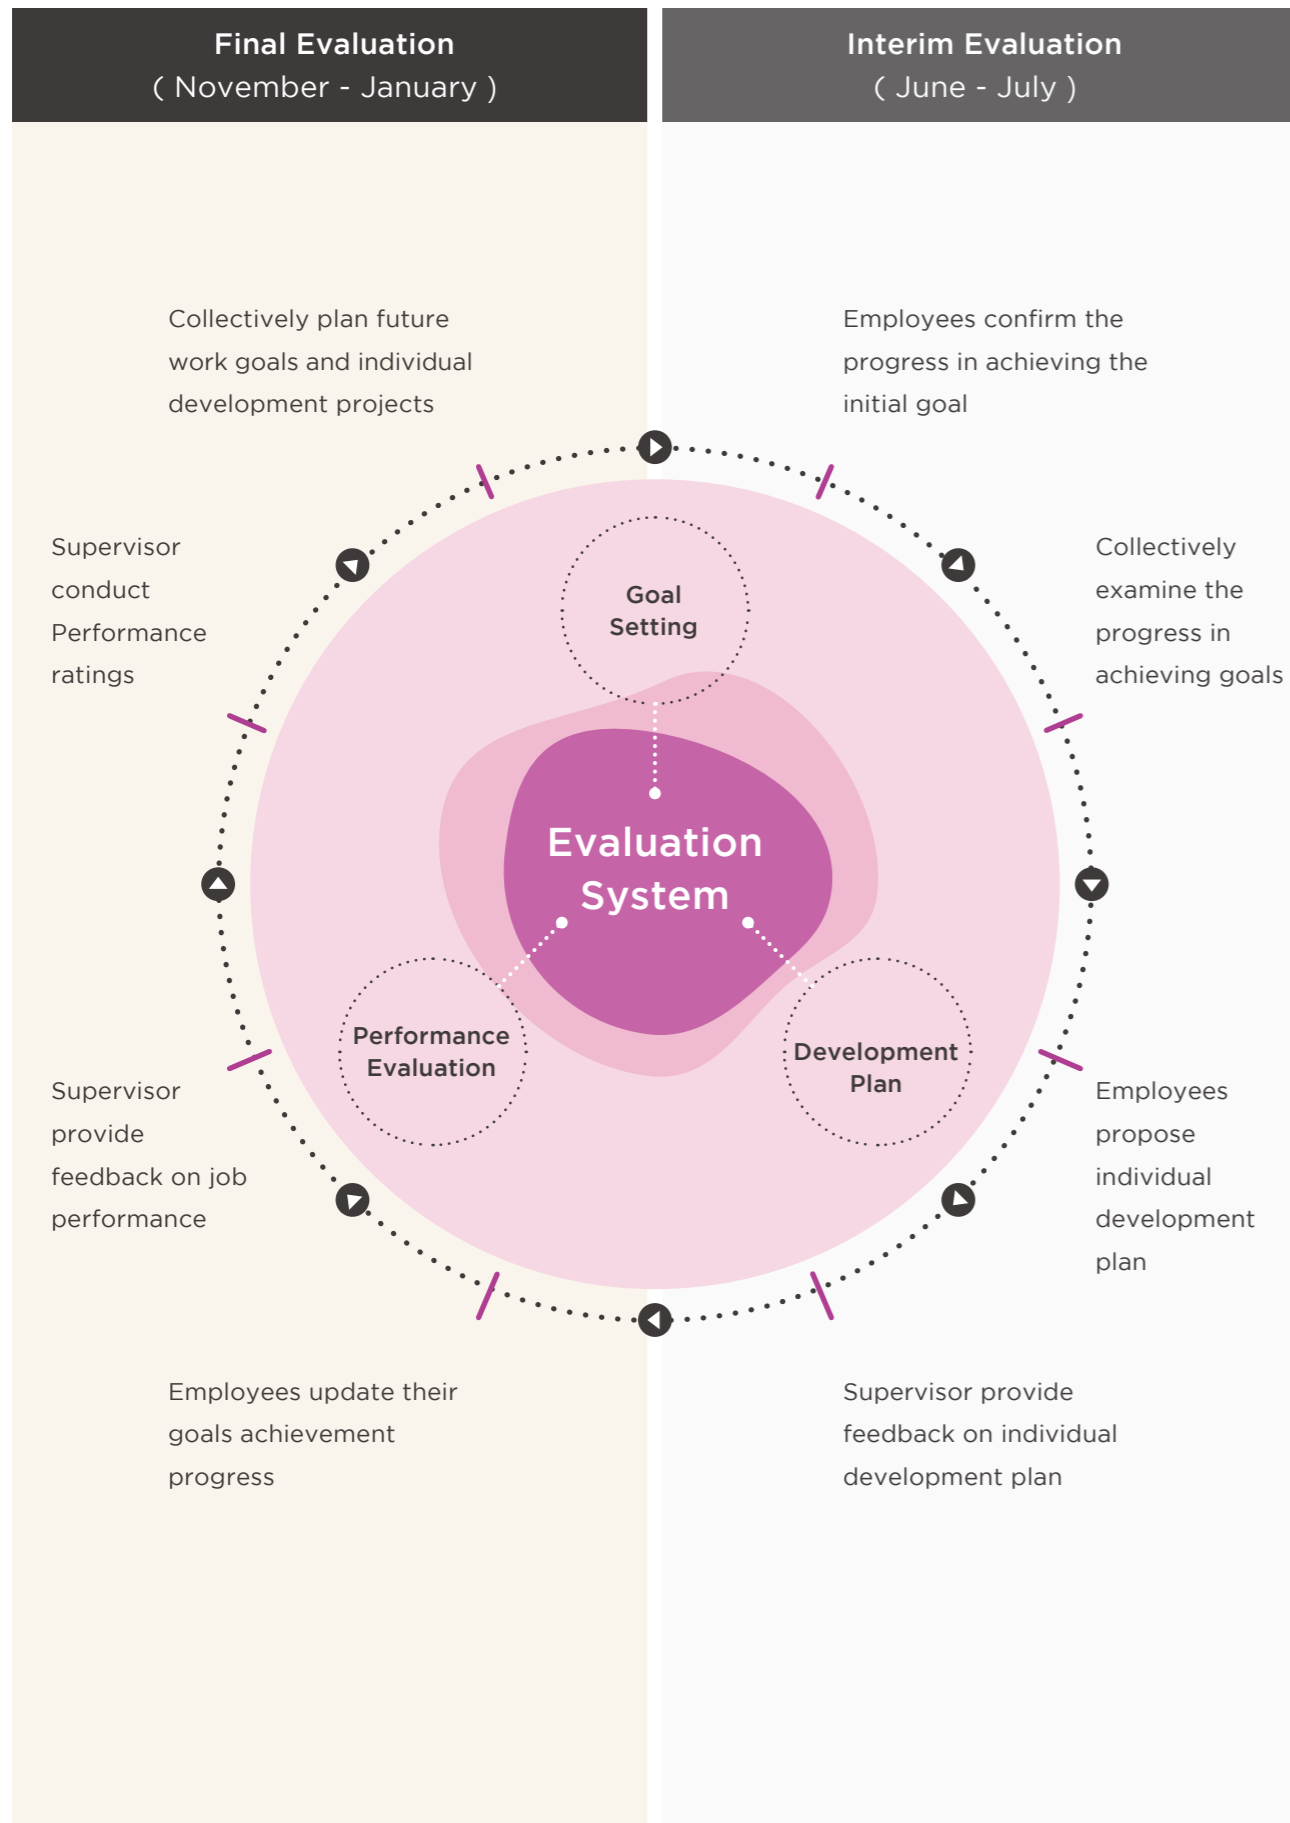 Final Evaluation
( November - January )
Interim Evaluation
( June - July )
Collectively plan future
work goals and individual
development projects
Employees confirm the
progress in achieving the
initial goal
Supervisor
conduct
Performance
ratings
Collectively
examine the
progress in
achieving goals
Goal
Setting
Evaluation
System
Performance
Evaluation
Development
Plan
Supervisor
provide
feedback on job
performance
Employees
propose
individual
development
plan
Employees update their
goals achievement
progress
Supervisor provide
feedback on individual
development plan